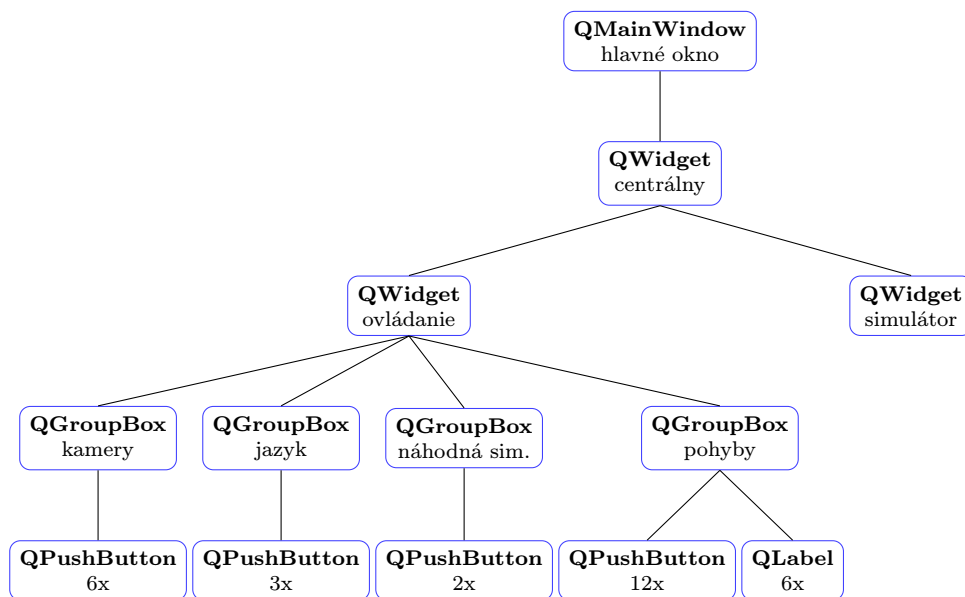 QMainWindow
hlavné okno
QWidget
centrálny
QWidget
ovládanie
QWidget
simulátor
QGroupBox
kamery
QGroupBox
jazyk
QGroupBox
náhodná sim.
QGroupBox
pohyby
QPushButton
6x
QPushButton
3x
QPushButton
2x
QPushButton
12x
QLabel
6x